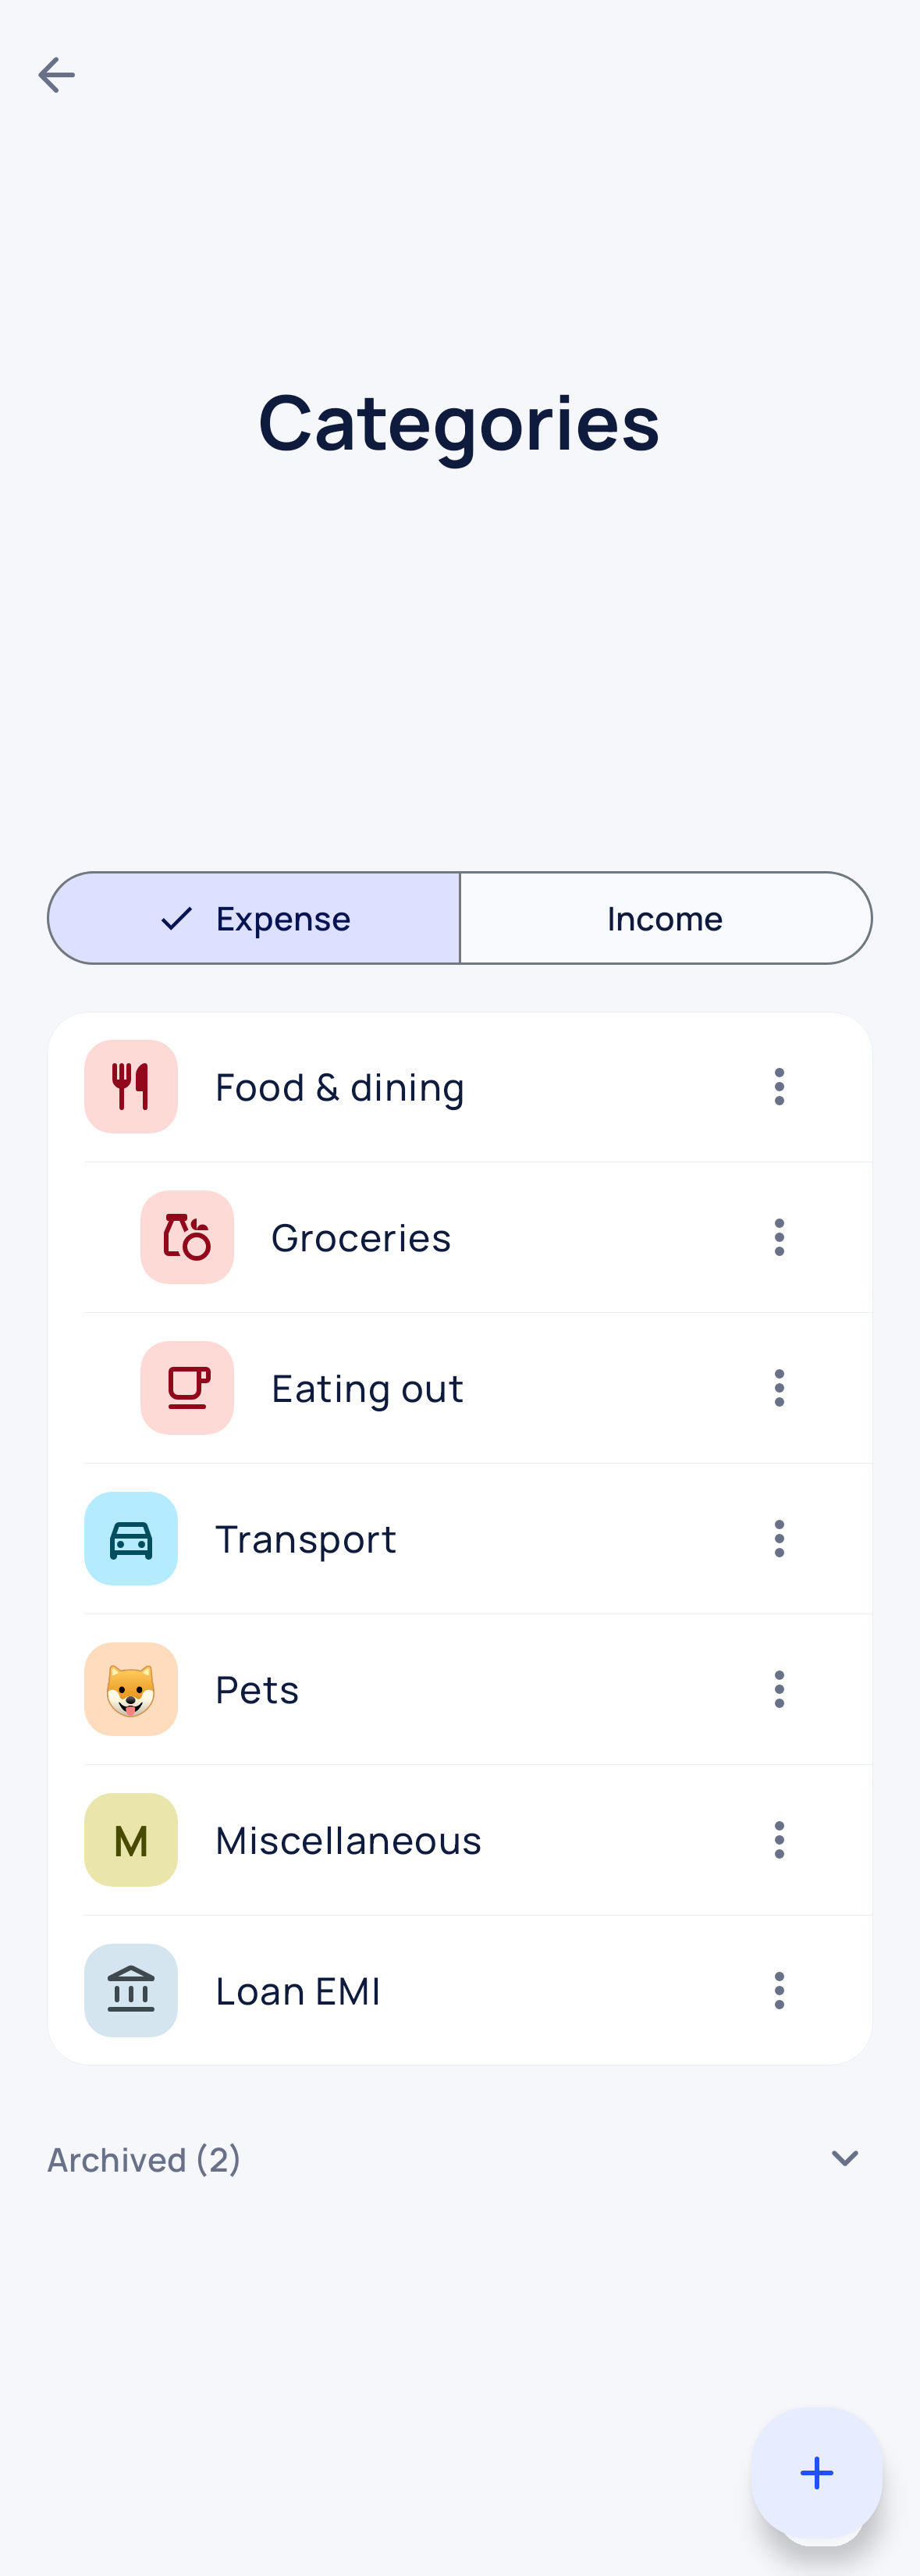 Categories
Expense
Income
Food & dining
Groceries
Eating out
Transport
Pets
M
Miscellaneous
Loan EMI
Archived (2)